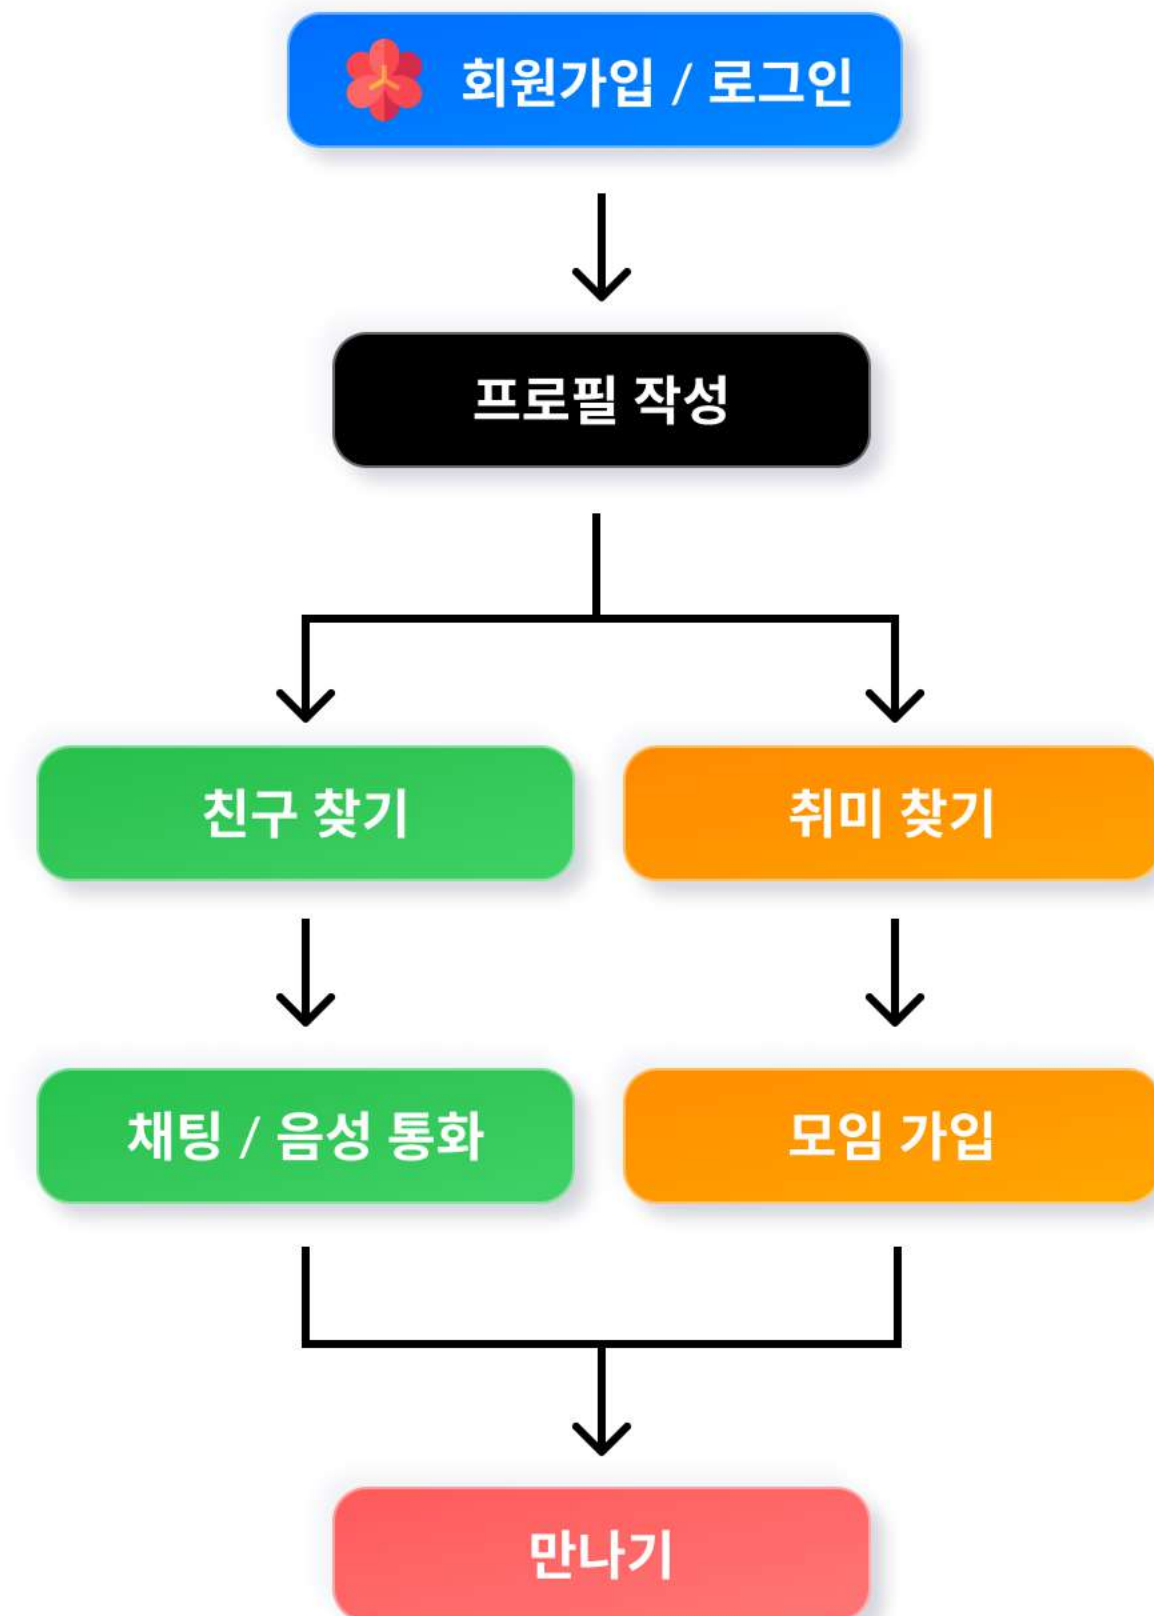 회원가입 / 로그인
프로필 작성
친구 찾기
취미 찾기
채팅 / 음성 통화
모임 가입
만나기